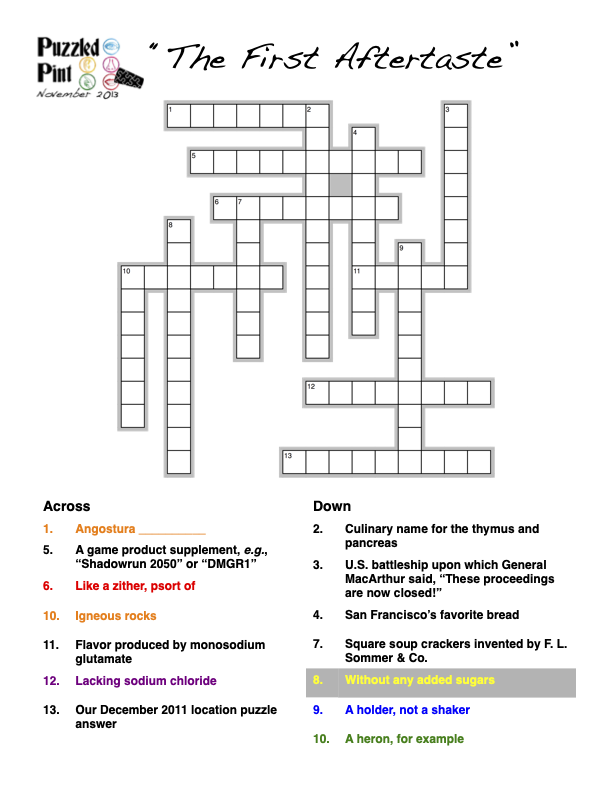 Puzzled
Pint
November 2013
"The First Aftertaste"
1
2
3
4
5
6
7
8
9
10
11
12
13
Across
1. Angostura __________
5. A game product supplement, e.g.,
“Shadowrun 2050” or “DMGR1”
6. Like a zither, psort of
10. Igneous rocks
11. Flavor produced by monosodium
glutamate
12. Lacking sodium chloride
13. Our December 2011 location puzzle
answer
Down
2. Culinary name for the thymus and
pancreas
3. U.S. battleship upon which General
MacArthur said, “These proceedings
are now closed!”
4. San Francisco’s favorite bread
7. Square soup crackers invented by F. L.
Sommer & Co.
8. Without any added sugars
9. A holder, not a shaker
10. A heron, for example